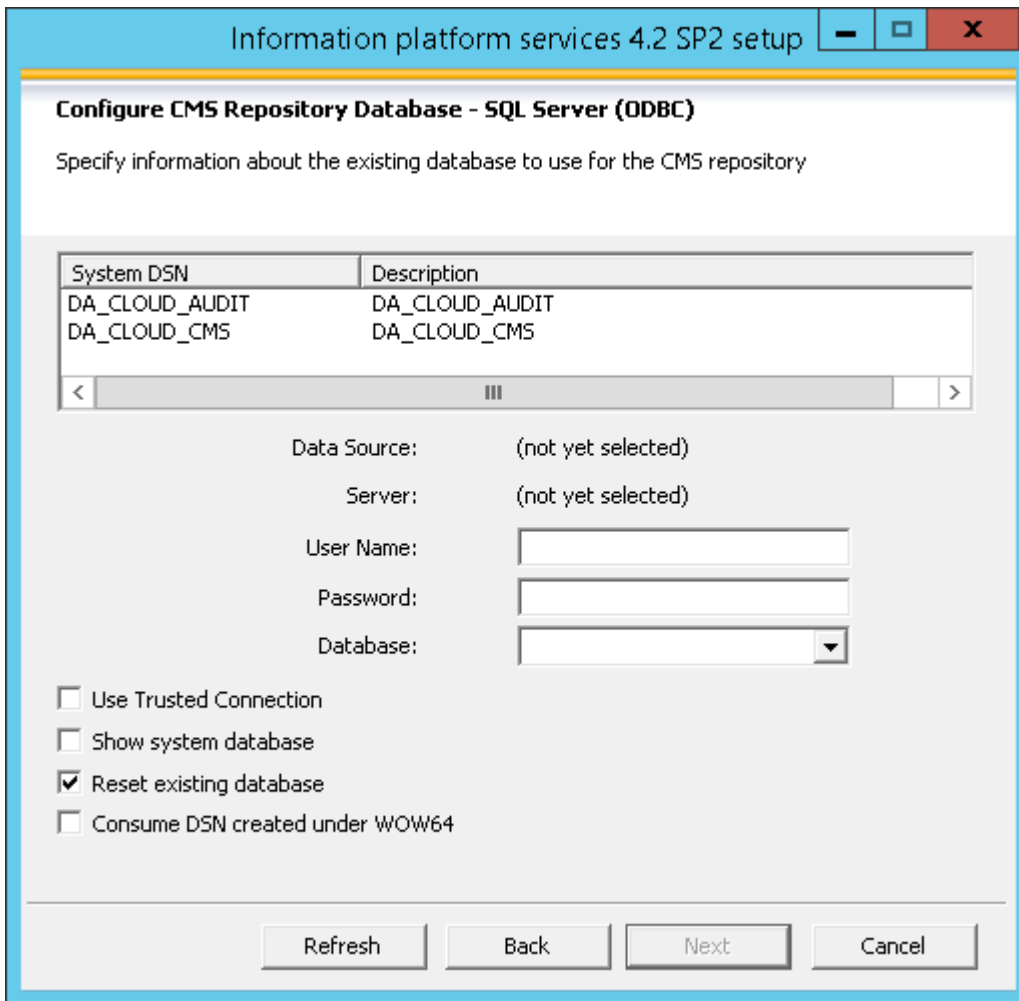 Information platform services 4.2 SP2 setup
Configure CMS Repository Database - SQL Server (ODBC)
Specify information about the existing database to use for the CMS repository
System DSN Description
DA_CLOUD_AUDIT DA_CLOUD_AUDIT
DA_CLOUD_CMS DA_CLOUD_CMS
Data Source: (not yet selected)
Server: (not yet selected)
User Name:
Password:
Database:
Use Trusted Connection
Show system database
Reset existing database
Consume DSN created under WOW64
Refresh Back Next Cancel